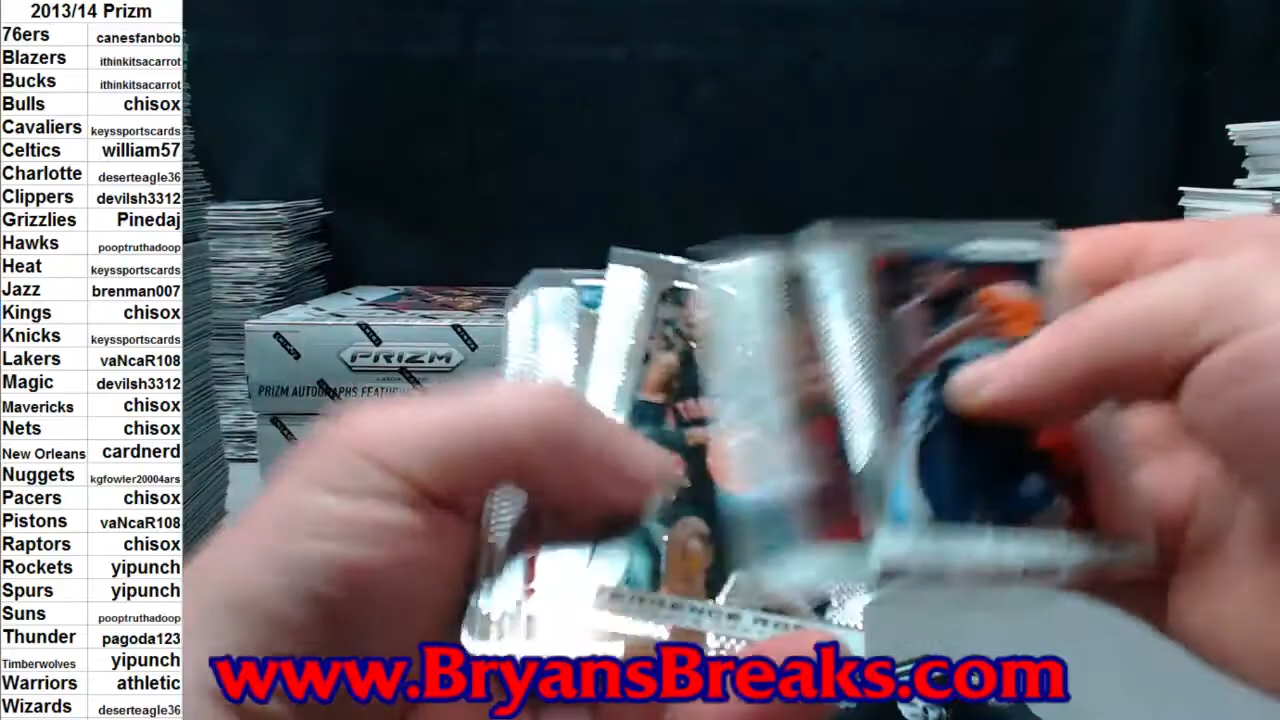 2013/14 Prizm
76ers canesfanbob
Blazers ithinkitsacarrot
Bucks ithinkitsacarrot
Bulls chisox
Cavaliers keyssportscards
Celtics william57
Charlotte deserteagle36
Clippers devilsh3312
Grizzlies Pinedaj
Hawks pooptruthadoop
Heat keyssportscards
Jazz brenman007
Kings chisox
Knicks keyssportscards
Lakers vaNcaR108
Magic devilsh3312
Mavericks chisox
Nets chisox
New Orleans cardnerd
Nuggets kgfowler20004ars
Pacers chisox
Pistons vaNcaR108
Raptors chisox
Rockets yipunch
Spurs yipunch
Suns pooptruthadoop
Thunder pagoda123
Timberwolves yipunch
Warriors athletic
Wizards deserteagle36
PRIZM
PRIZM AUTOGRAPHS
www.BryansBreaks.com